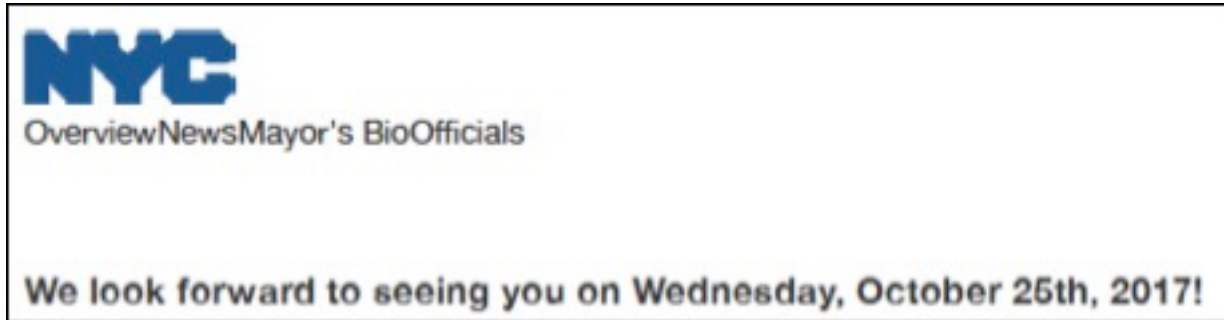 NYC
OverviewNewsMayor's BioOfficials
We look forward to seeing you on Wednesday, October 25th, 2017!